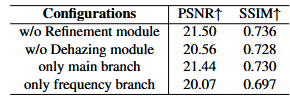 Configurations PSNR↑ SSIM↑
w/o Refinement module 21.50 0.736
w/o Dehazing module 20.56 0.728
only main branch 21.44 0.730
only frequency branch 20.07 0.697